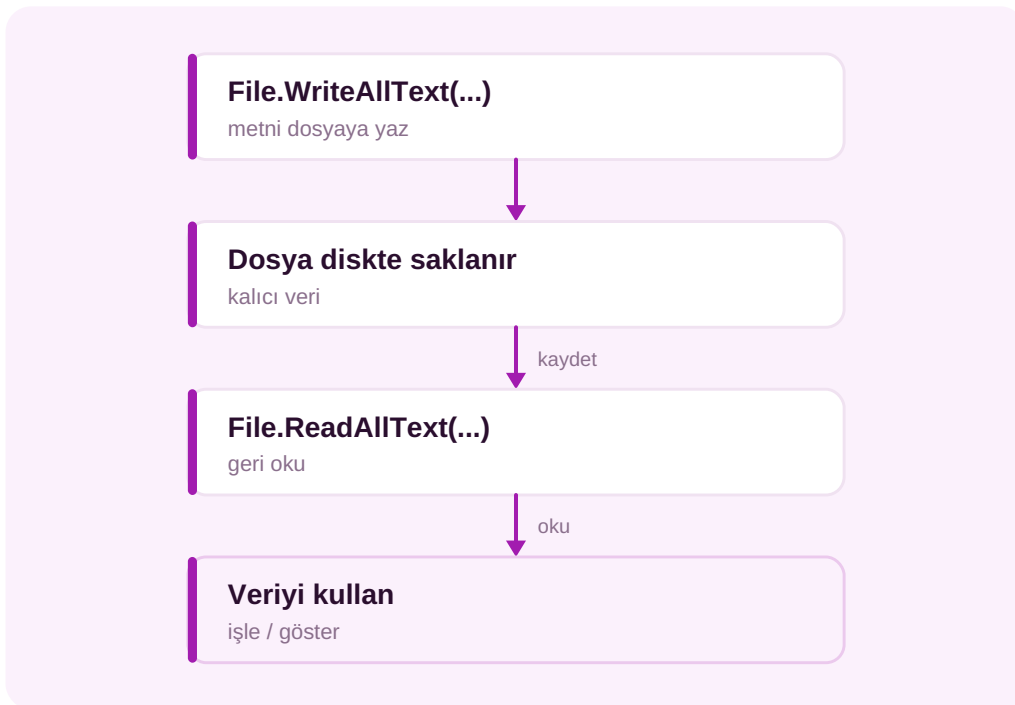 File.WriteAllText(...)
metni dosyaya yaz
Dosya diskte saklanır
kalıcı veri
kaydet
File.ReadAllText(...)
geri oku
oku
Veriyi kullan
işle / göster